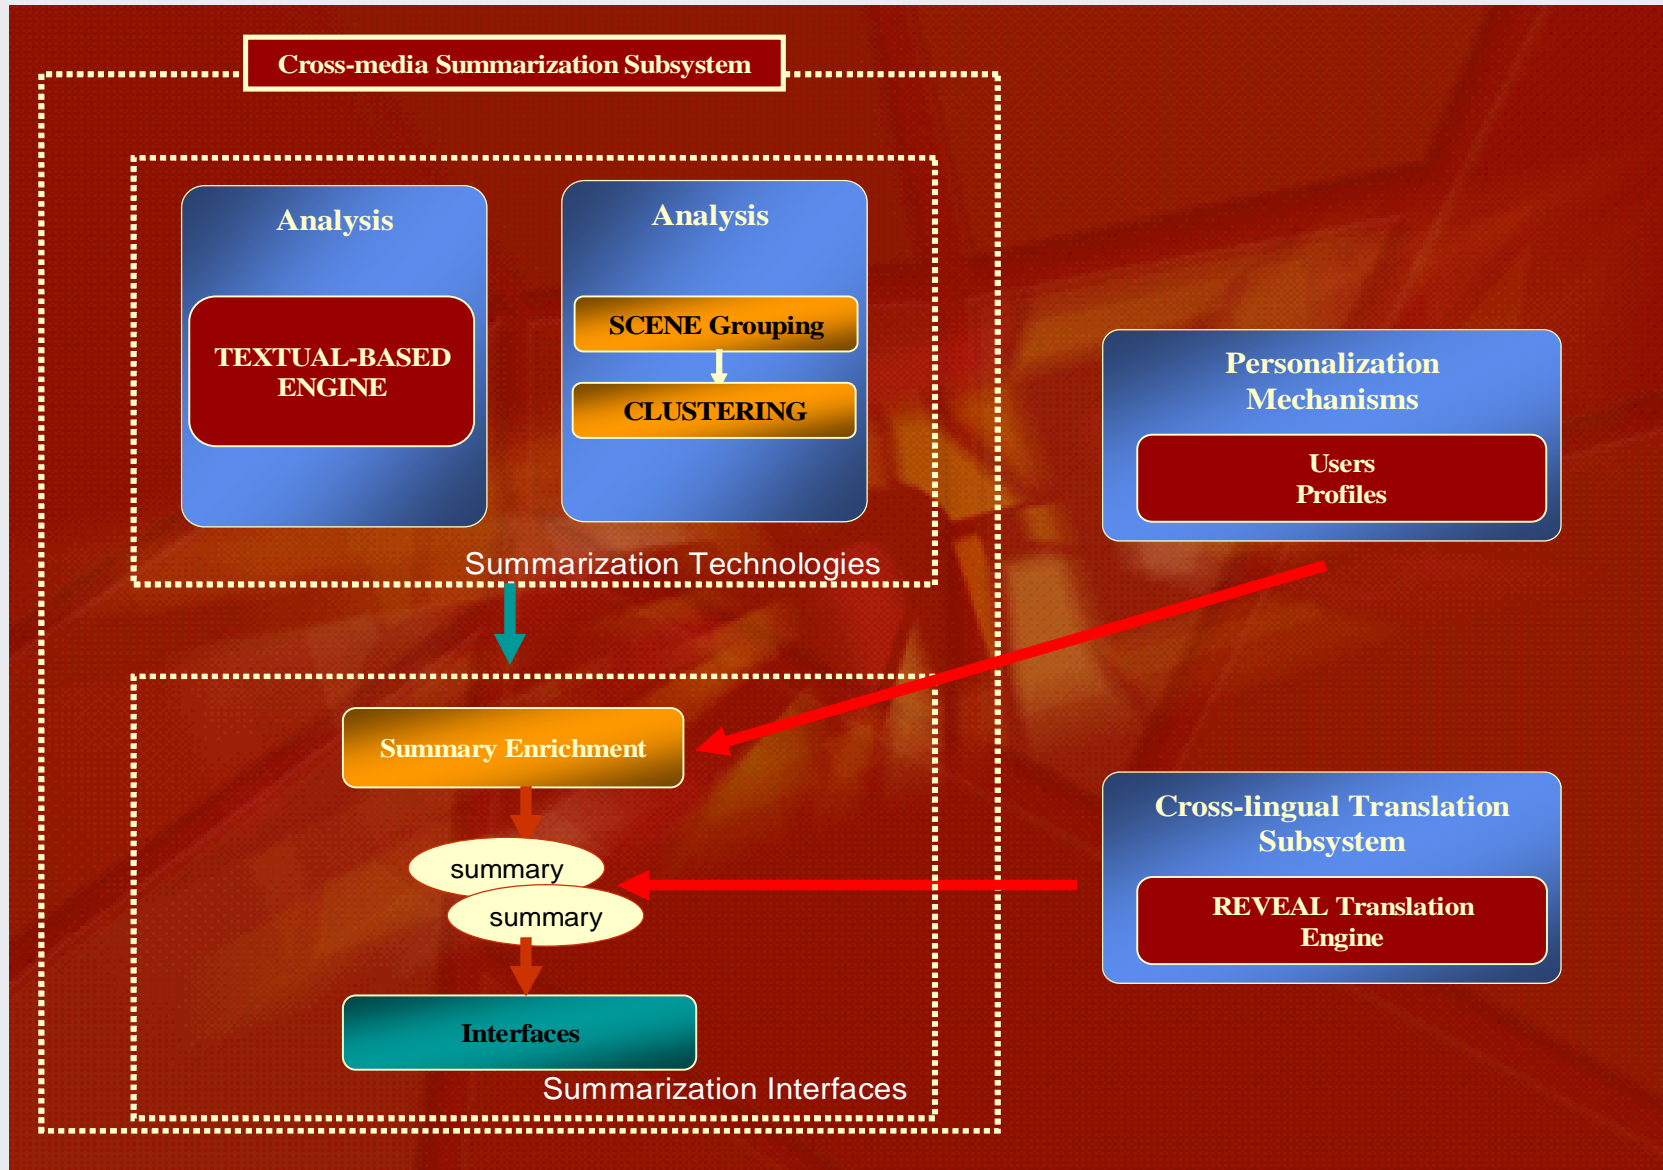 Cross-media Summarization Subsystem
Analysis
TEXTUAL-BASED
ENGINE
Analysis
SCENE Grouping
CLUSTERING
Summarization Technologies
Personalization
Mechanisms
Users
Profiles
Summary Enrichment
summary
summary
Interfaces
Summarization Interfaces
Cross-lingual Translation
Subsystem
REVEAL Translation
Engine